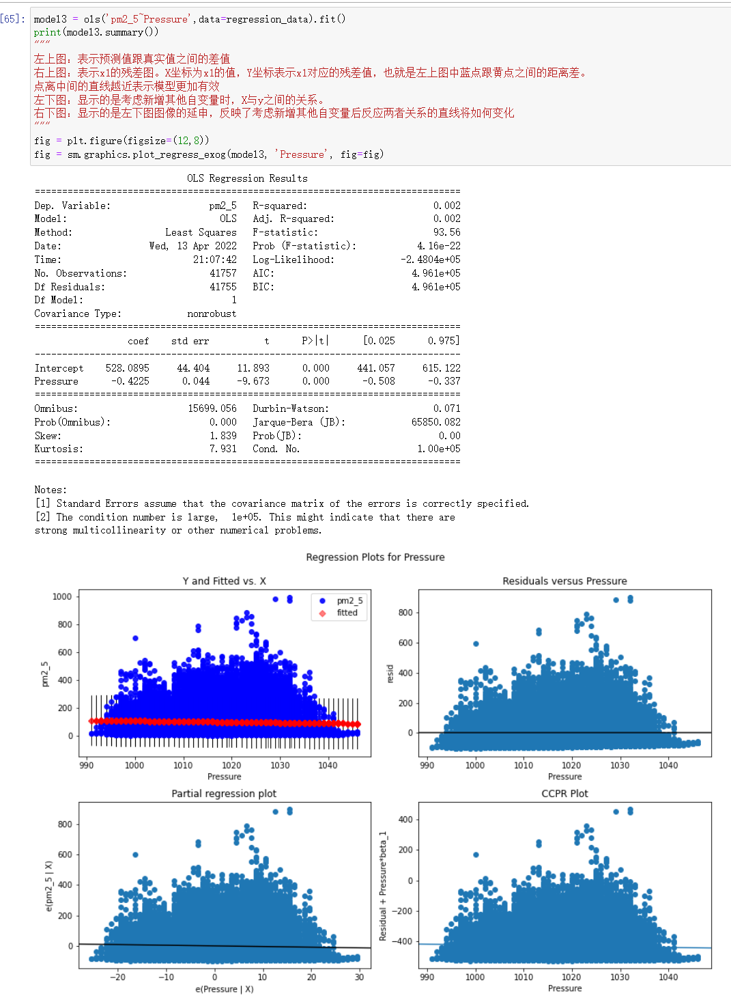 [65]: model3 = ols('pm2_5~Pressure',data=regression_data).fit()
print(model3.summary())
"""
左上图：表示预测值跟真实值之间的差值
右上图：表示x1的残差图。X坐标为x1的值，Y坐标表示x1对应的残差值，也就是左上图中蓝点跟黄点之间的距离差。
点离中间的直线越近表示模型更加有效
左下图：显示的是考虑新增其他自变量时，X与y之间的关系。
右下图：显示的是左下图图像的延申，反映了考虑新增其他自变量后反应两者关系的直线将如何变化
"""
fig = plt.figure(figsize=(12,8))
fig = sm.graphics.plot_regress_exog(model3, 'Pressure', fig=fig)
OLS Regression Results
==============================================================================
Dep. Variable: pm2_5 R-squared: 0.002
Model: OLS Adj. R-squared: 0.002
Method: Least Squares F-statistic: 93.56
Date: Wed, 13 Apr 2022 Prob (F-statistic): 4.16e-22
Time: 21:07:42 Log-Likelihood: -2.4804e+05
No. Observations: 41757 AIC: 4.961e+05
Df Residuals: 41755 BIC: 4.961e+05
Df Model: 1
Covariance Type: nonrobust
==============================================================================
coef std err t P>|t| [0.025 0.975]
------------------------------------------------------------------------------
Intercept 528.0895 44.404 11.893 0.000 441.057 615.122
Pressure -0.4225 0.044 -9.673 0.000 -0.508 -0.337
==============================================================================
Omnibus: 15699.056 Durbin-Watson: 0.071
Prob(Omnibus): 0.000 Jarque-Bera (JB): 65850.082
Skew: 1.839 Prob(JB): 0.00
Kurtosis: 7.931 Cond. No. 1.00e+05
==============================================================================
Notes:
[1] Standard Errors assume that the covariance matrix of the errors is correctly specified.
[2] The condition number is large, 1e+05. This might indicate that there are
strong multicollinearity or other numerical problems.
Regression Plots for Pressure
Y and Fitted vs. X
pm2_5
fitted
1000
800
600
400
200
0
pm2_5
990 1000 1010 1020 1030 1040
Pressure
Residuals versus Pressure
800
600
400
200
0
resid
990 1000 1010 1020 1030 1040
Pressure
Partial regression plot
800
600
400
200
0
e(pm2_5 | X)
−20 −10 0 10 20 30
e(Pressure | X)
CCPR Plot
400
200
0
−200
−400
Residual + Pressure*beta_1
990 1000 1010 1020 1030 1040
Pressure